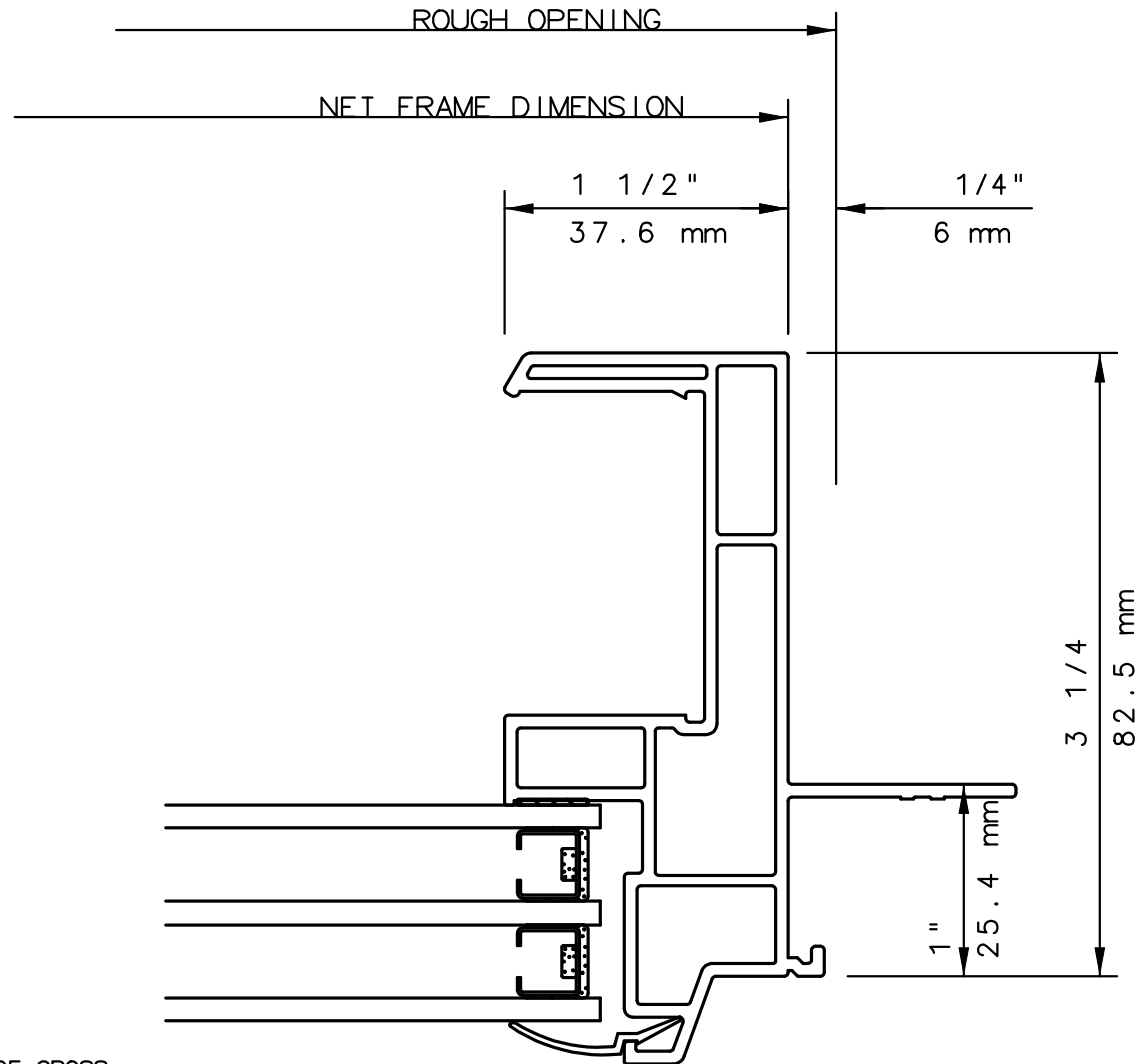 ROUGH OPENING
NET FRAME DIMENSION
1 1/2"
37.6 mm
1/4"
6 mm
3 1/4
82.5 mm
1"
25.4 mm